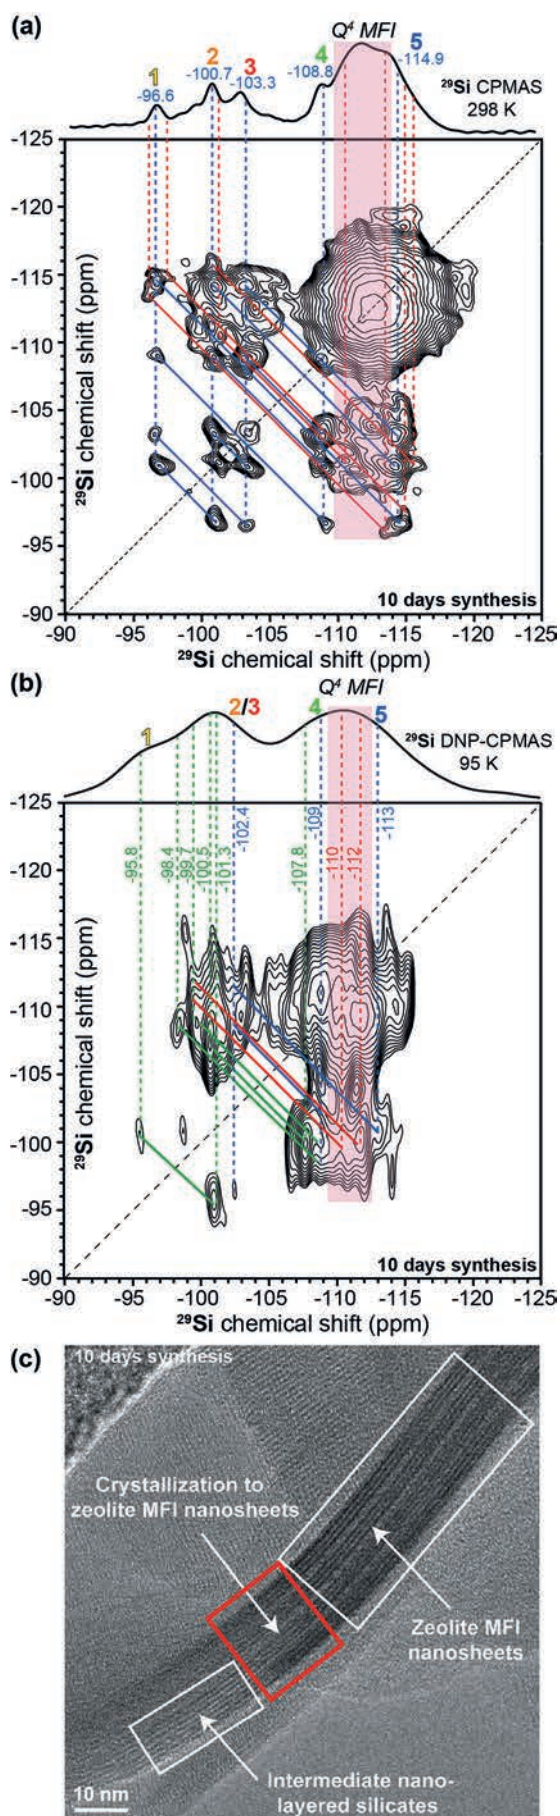 (a)
Q⁴ MFI
1
2
3
4
5
-96.6
-100.7
-103.3
-108.8
-114.9
²⁹Si CPMAS
298 K
-125
-120
-115
-110
-105
-100
-95
-90
²⁹Si chemical shift (ppm)
10 days synthesis
-90 -95 -100 -105 -110 -115 -120 -125
²⁹Si chemical shift (ppm)
(b)
Q⁴ MFI
1
2/3
4
5
²⁹Si DNP-CPMAS
95 K
-95.8
-98.4
-99.7
-100.5
-101.3
-102.4
-107.8
-109
-110
-112
-113
-125
-120
-115
-110
-105
-100
-95
-90
²⁹Si chemical shift (ppm)
10 days synthesis
-90 -95 -100 -105 -110 -115 -120 -125
²⁹Si chemical shift (ppm)
(c)
10 days synthesis
Crystallization to
zeolite MFI nanosheets
Zeolite MFI
nanosheets
Intermediate nano-
layered silicates
10 nm